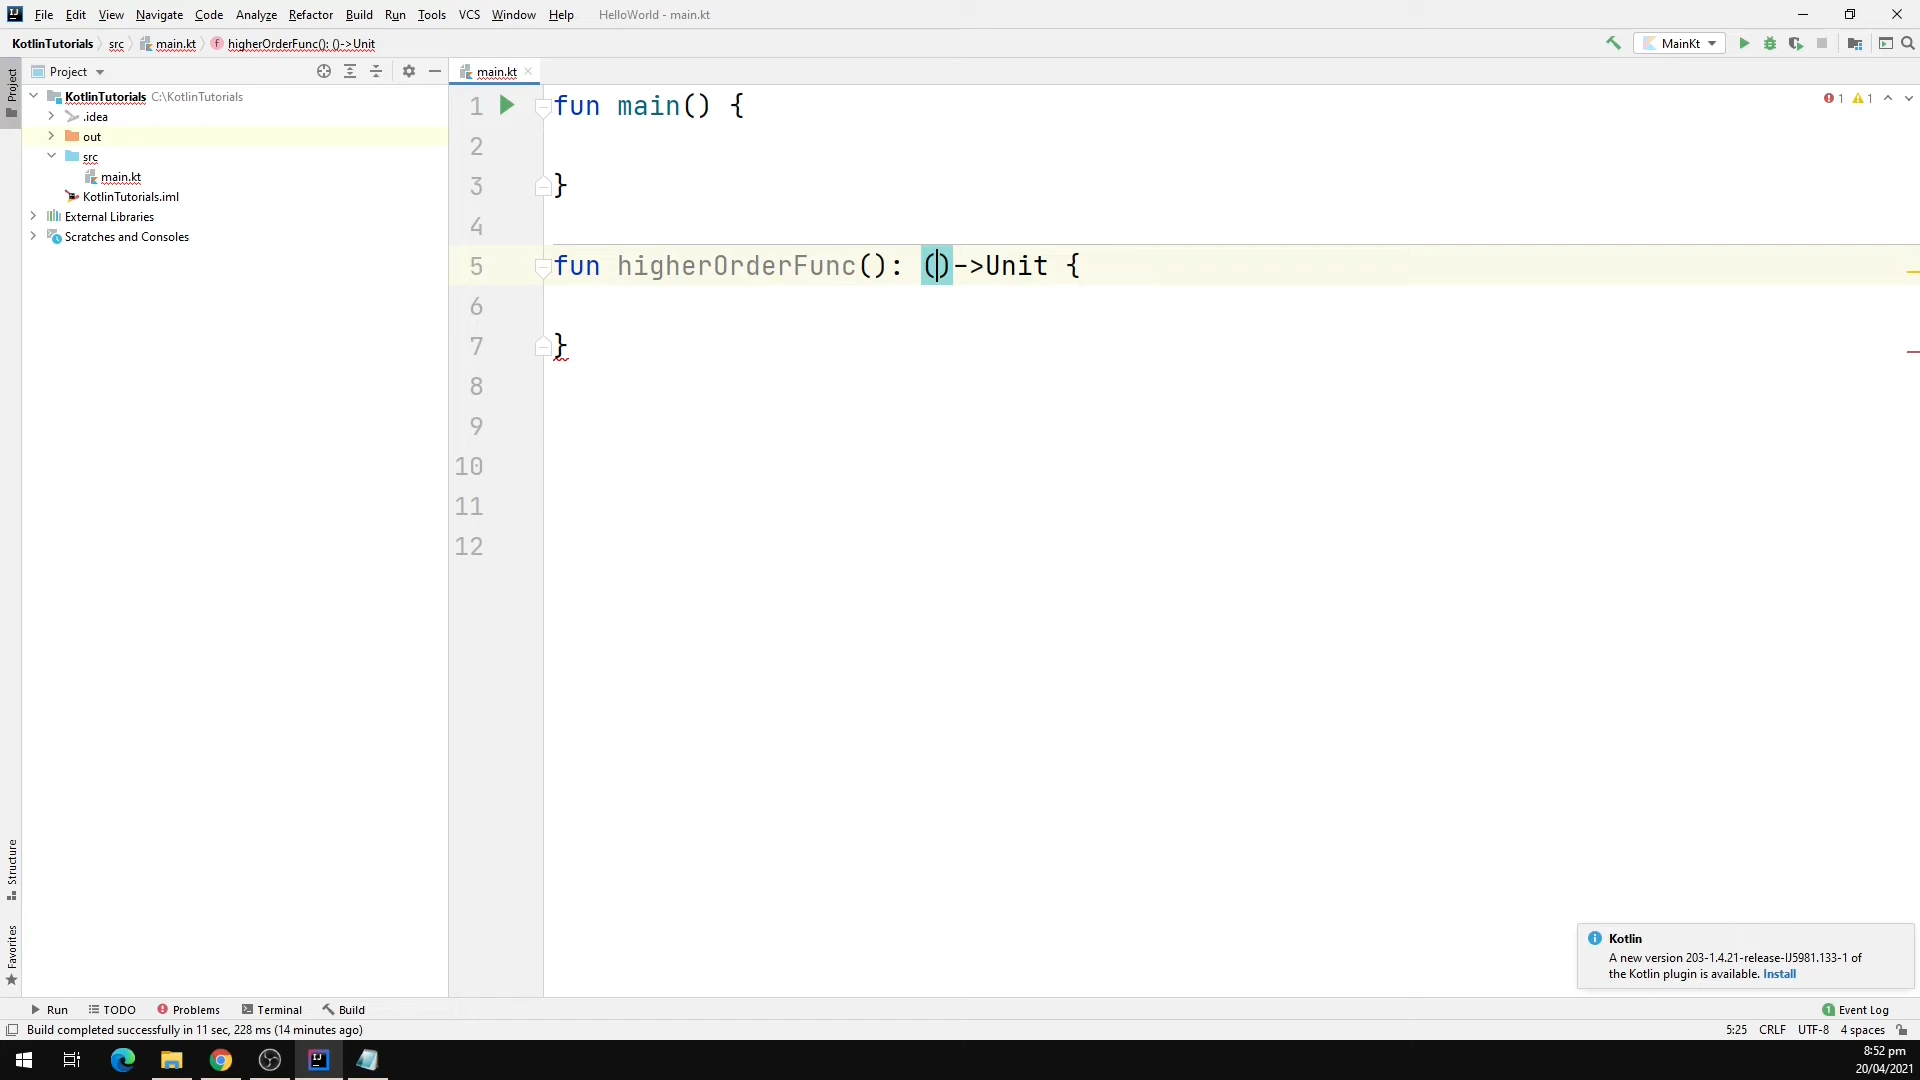 File Edit View Navigate Code Analyze Refactor Build Run Tools VCS Window Help HelloWorld - main.kt
KotlinTutorials src main.kt higherOrderFunc(): ()->Unit MainKt
Project main.kt
KotlinTutorials C:\KotlinTutorials
.idea
out
src
main.kt
KotlinTutorials.iml
External Libraries
Scratches and Consoles
Project
Structure
Favorites
1 fun main() {
2
3 }
4
5 fun higherOrderFunc(): ()->Unit {
6
7 }
8
9
10
11
12
1 1
Kotlin
A new version 203-1.4.21-release-IJ5981.133-1 of
the Kotlin plugin is available. Install
Run TODO Problems Terminal Build 1 Event Log
Build completed successfully in 11 sec, 228 ms (14 minutes ago) 5:25 CRLF UTF-8 4 spaces
8:52 pm
20/04/2021